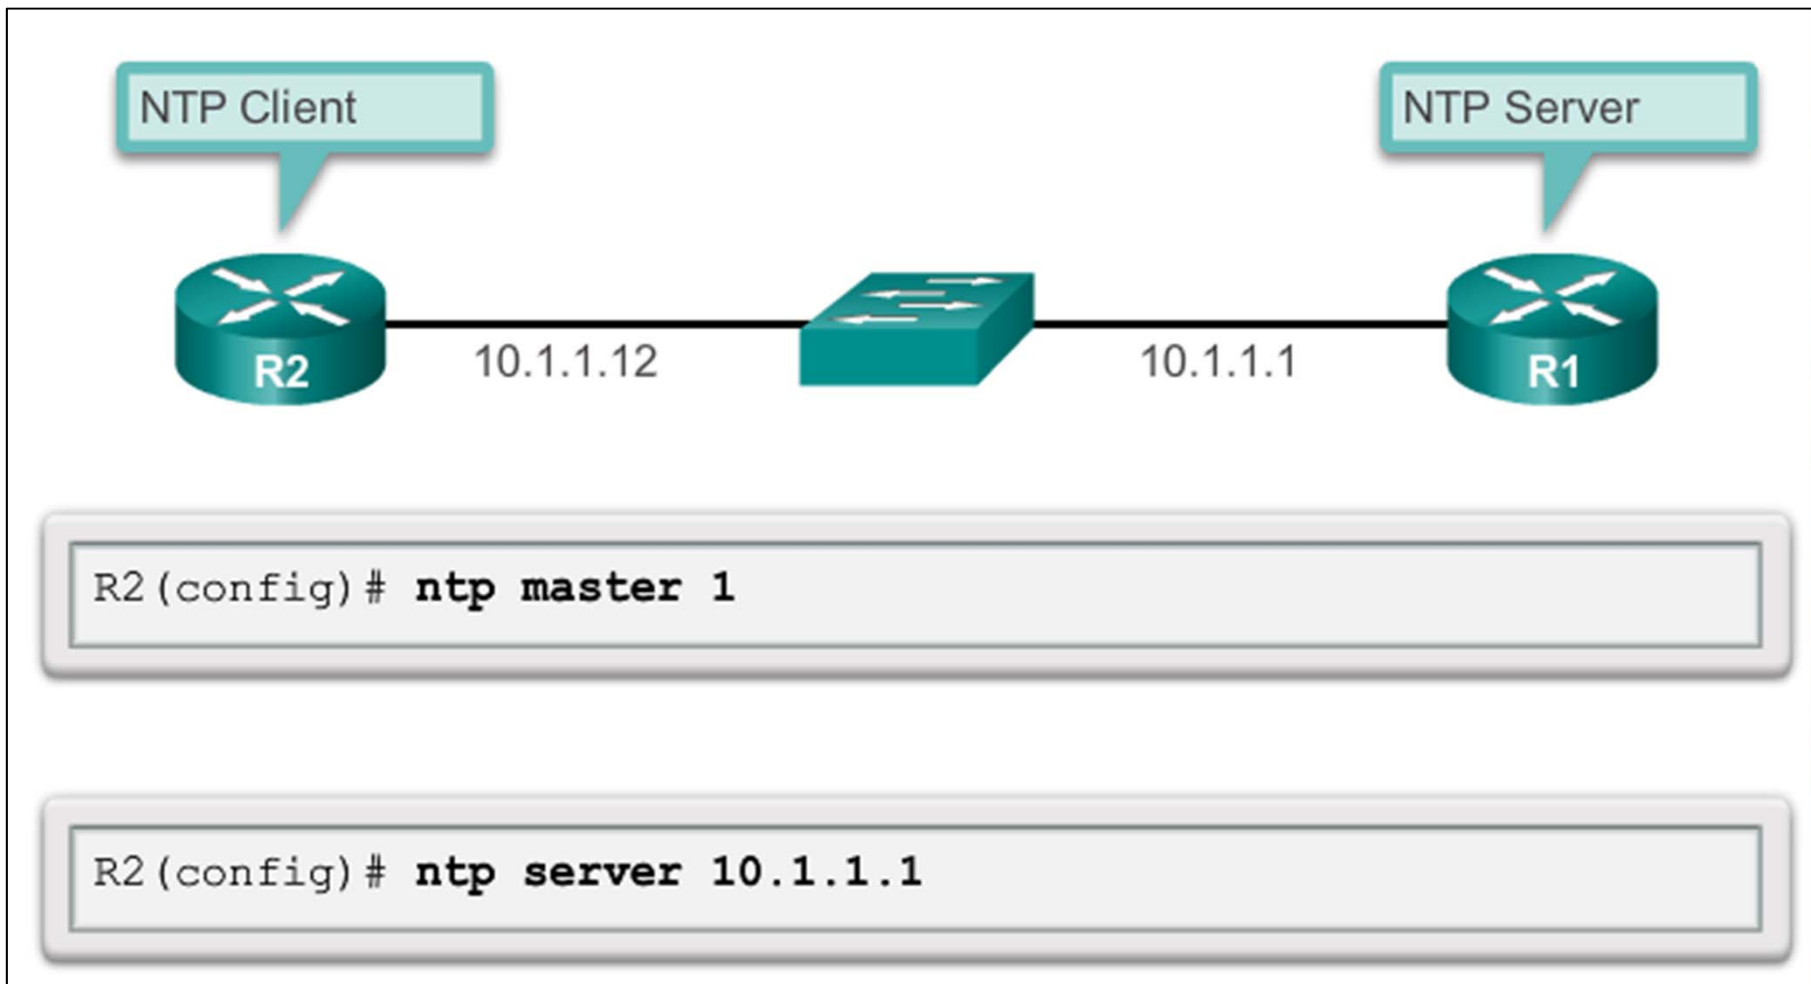 NTP Client
NTP Server
R2
10.1.1.12
10.1.1.1
R1
R2(config)# ntp master 1
R2(config)# ntp server 10.1.1.1